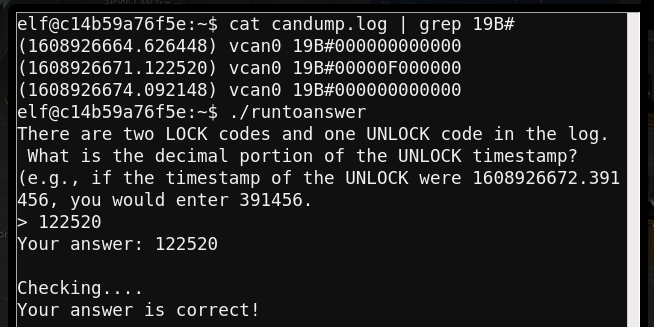 elf@c14b59a76f5e:~$ cat candump.log | grep 19B#
(1608926664.626448) vcan0 19B#000000000000
(1608926671.122520) vcan0 19B#00000F000000
(1608926674.092148) vcan0 19B#000000000000
elf@c14b59a76f5e:~$ ./runtoanswer
There are two LOCK codes and one UNLOCK code in the log.
 What is the decimal portion of the UNLOCK timestamp?
(e.g., if the timestamp of the UNLOCK were 1608926672.391
456, you would enter 391456.
> 122520
Your answer: 122520

Checking....
Your answer is correct!